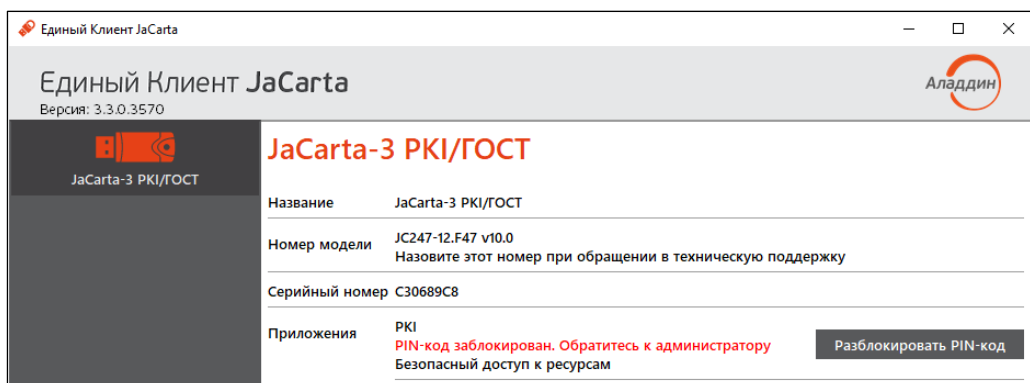 Единый Клиент JaCarta
Единый Клиент JaCarta
Версия: 3.3.0.3570
Аладдин
JaCarta-3 PKI/ГОСТ
JaCarta-3 PKI/ГОСТ
Название JaCarta-3 PKI/ГОСТ
Номер модели JC247-12.F47 v10.0
Назовите этот номер при обращении в техническую поддержку
Серийный номер C30689C8
Приложения PKI
PIN-код заблокирован. Обратитесь к администратору
Разблокировать PIN-код
Безопасный доступ к ресурсам